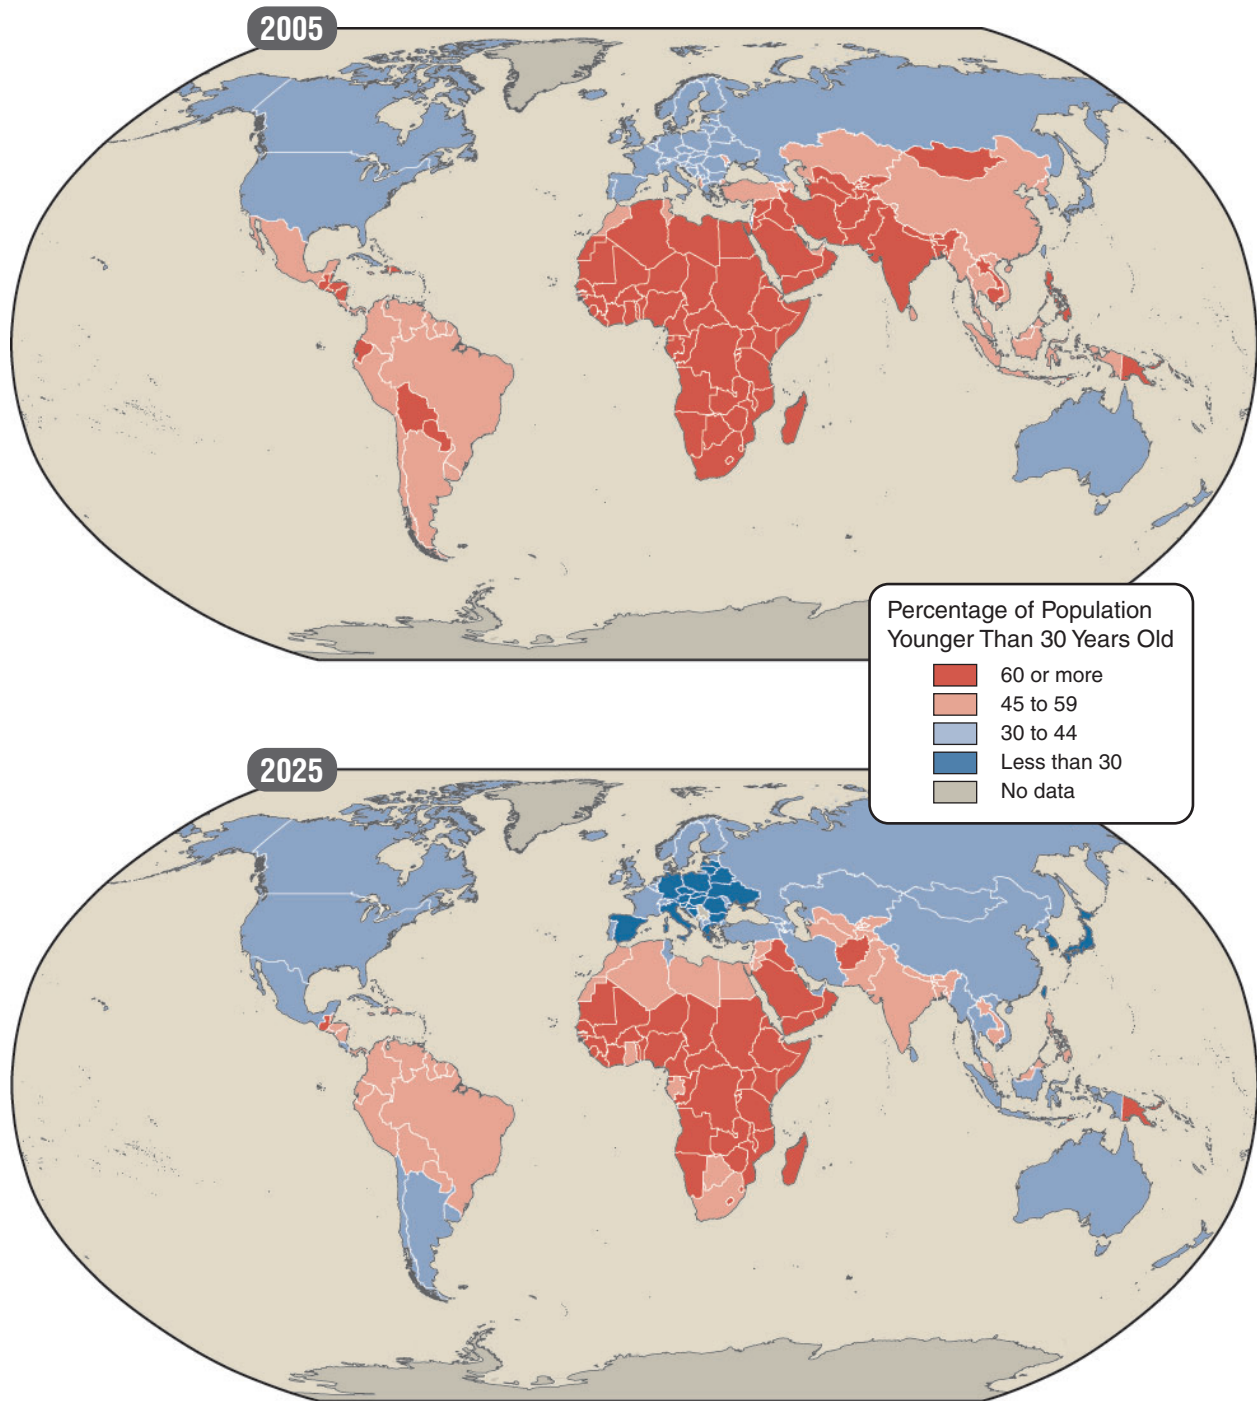 2005
Percentage of Population
Younger Than 30 Years Old
60 or more
45 to 59
30 to 44
Less than 30
No data
2025